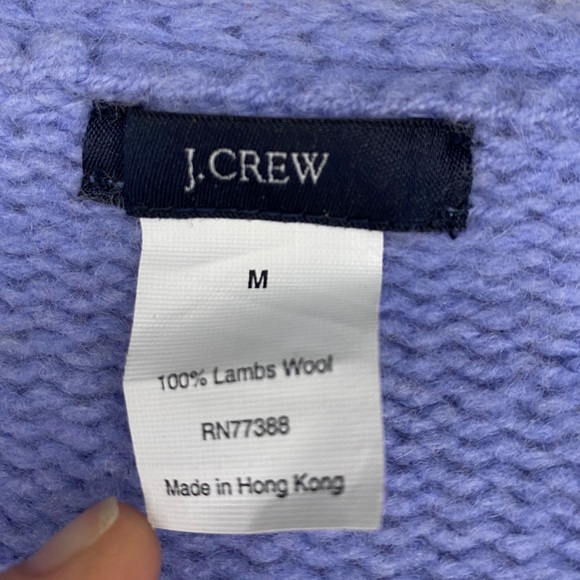 J.CREW
M
100% Lambs Wool
RN77388
Made in Hong Kong